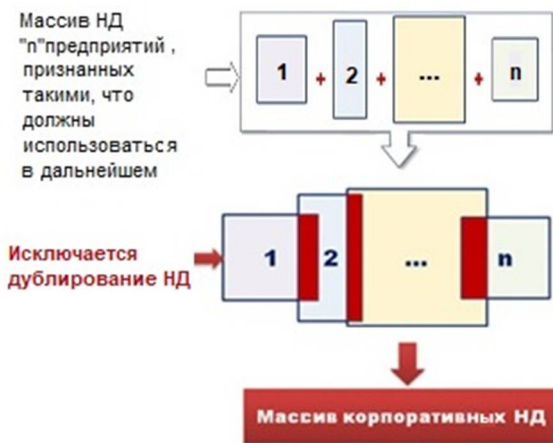 Массив НД
"n"предприятий ,
признанных
такими, что
должны
использоваться
в дальнейшем
1 + 2 + ... + n
Исключается
дублирование НД
1 2 ... n
Массив корпоративных НД